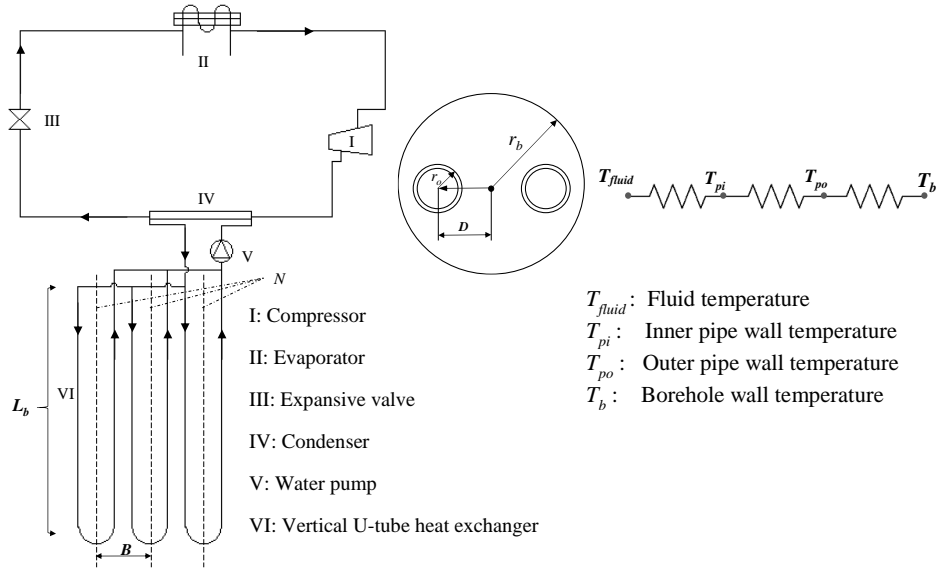 II
III
I
IV
V
N
VI
L_b
B
I: Compressor
II: Evaporator
III: Expansive valve
IV: Condenser
V: Water pump
VI: Vertical U-tube heat exchanger
r_b
r_o
D
T_fluid
T_pi
T_po
T_b
T_fluid: Fluid temperature
T_pi: Inner pipe wall temperature
T_po: Outer pipe wall temperature
T_b: Borehole wall temperature